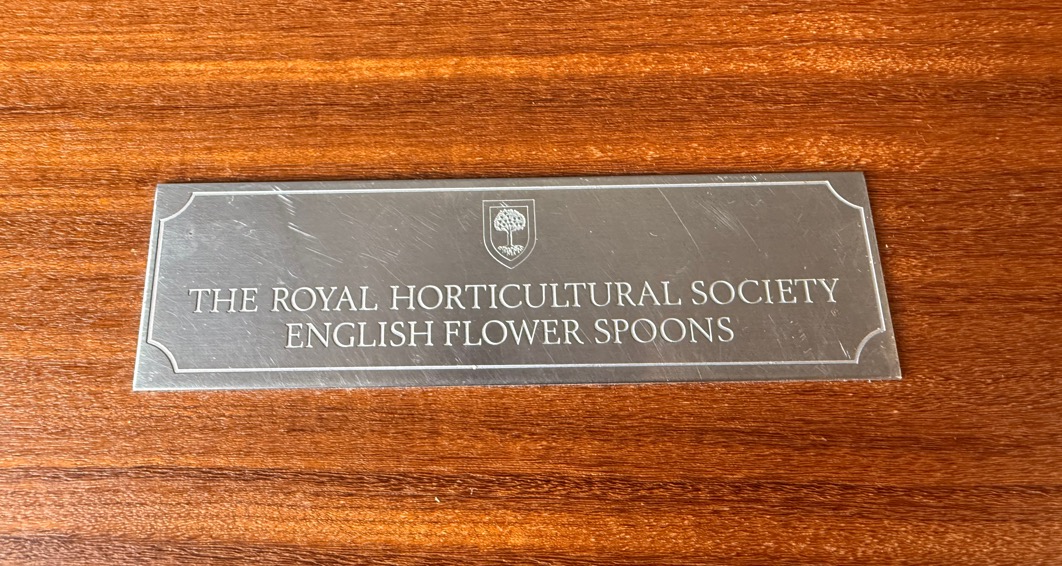 THE ROYAL HORTICULTURAL SOCIETY
ENGLISH FLOWER SPOONS